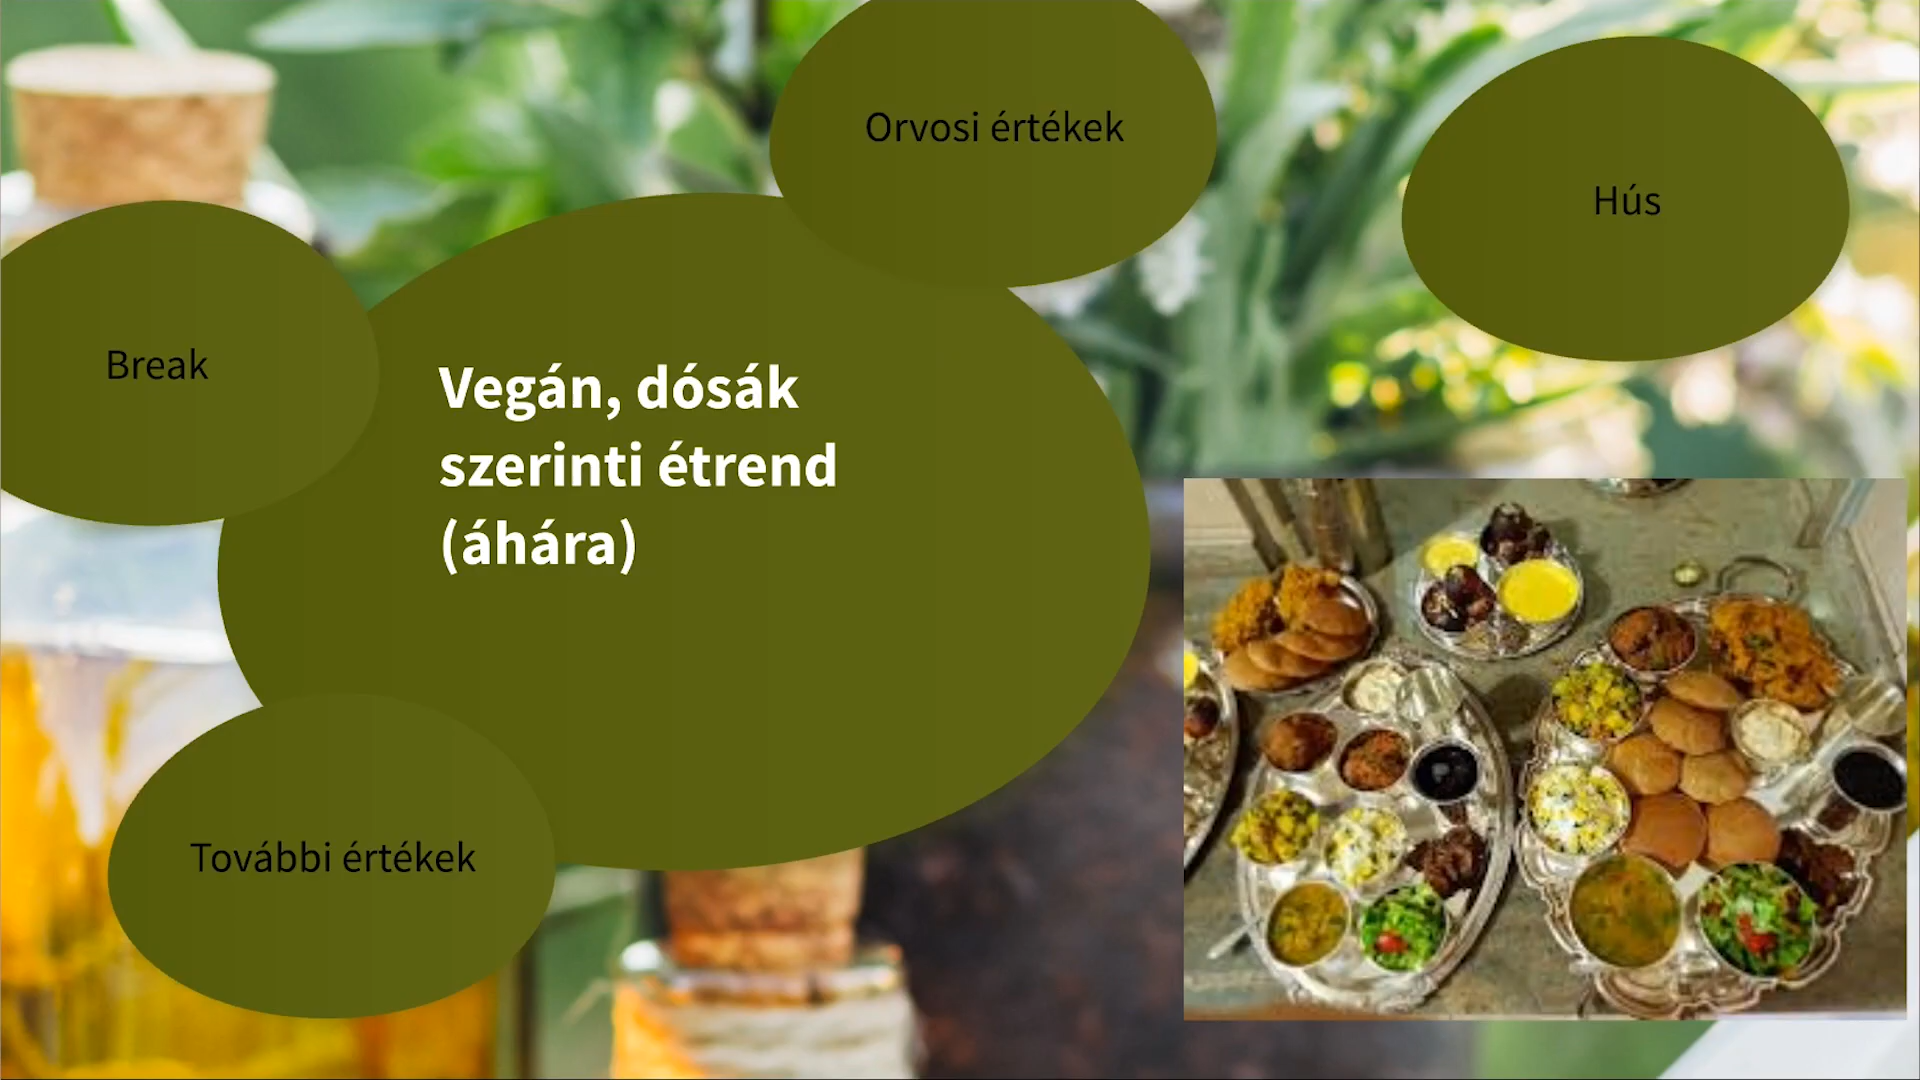 Orvosi értékek
Hús
Break
Vegán, dósák
szerinti étrend
(áhára)
További értékek